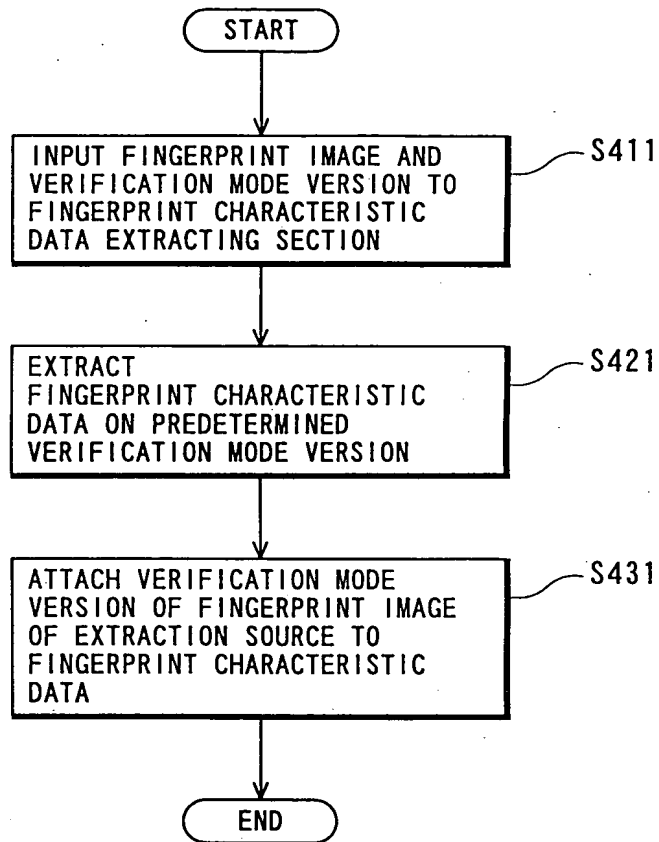 START
INPUT FINGERPRINT IMAGE AND
VERIFICATION MODE VERSION TO
FINGERPRINT CHARACTERISTIC
DATA EXTRACTING SECTION
S411
EXTRACT
FINGERPRINT CHARACTERISTIC
DATA ON PREDETERMINED
VERIFICATION MODE VERSION
S421
ATTACH VERIFICATION MODE
VERSION OF FINGERPRINT IMAGE
OF EXTRACTION SOURCE TO
FINGERPRINT CHARACTERISTIC
DATA
S431
END